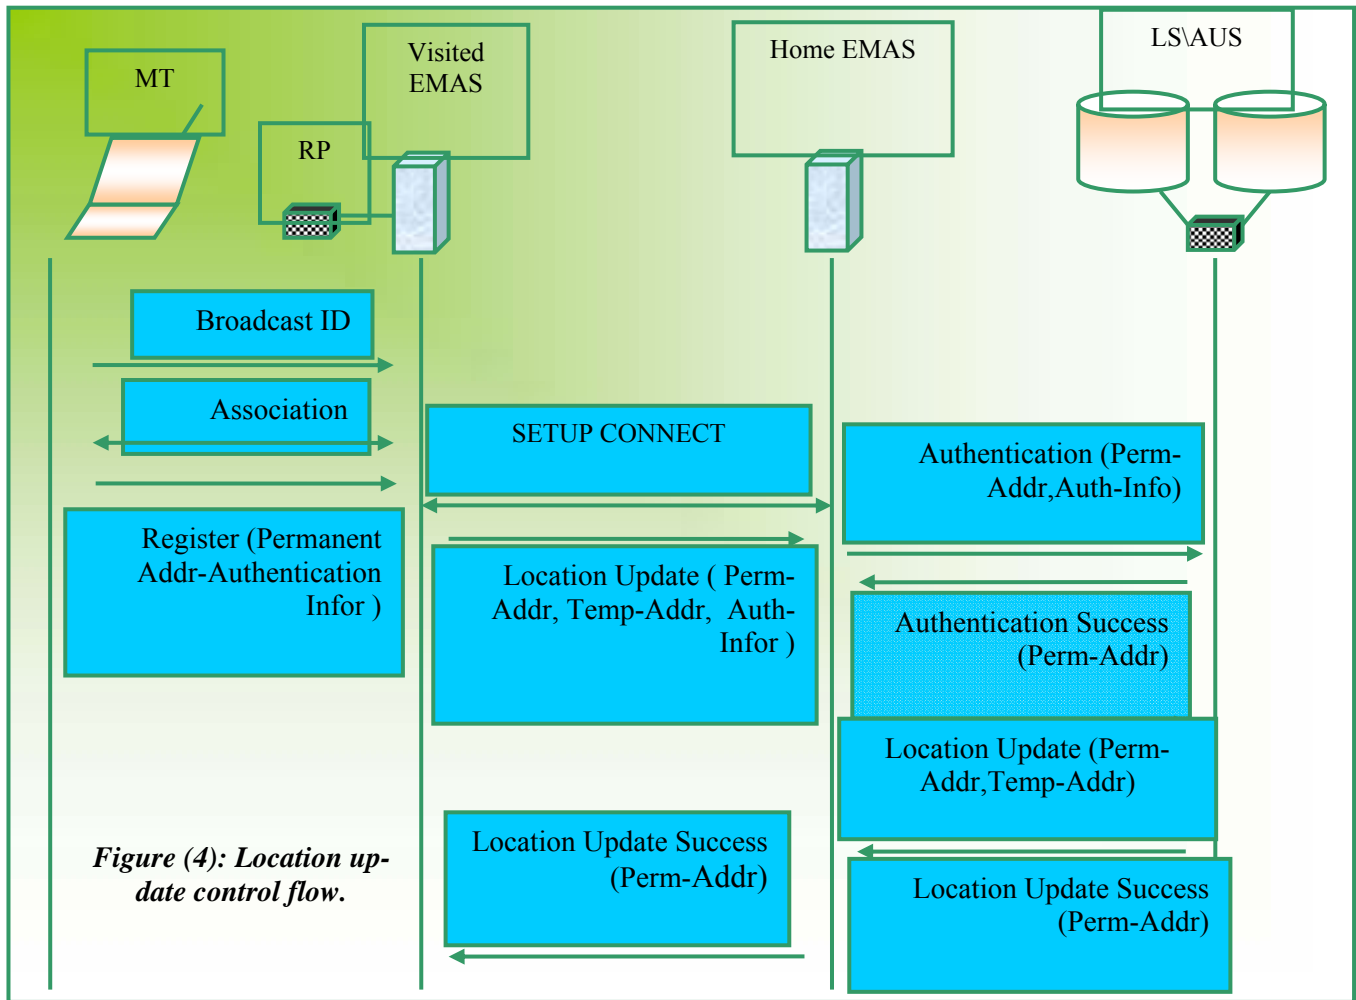 MT
RP
Visited
EMAS
Home EMAS
LS\AUS
Broadcast ID
Association
Register (Permanent
Addr-Authentication
Infor )
SETUP CONNECT
Location Update ( Perm-
Addr, Temp-Addr, Auth-
Infor )
Authentication (Perm-
Addr,Auth-Info)
Authentication Success
(Perm-Addr)
Location Update (Perm-
Addr,Temp-Addr)
Location Update Success
(Perm-Addr)
Location Update Success
(Perm-Addr)
Figure (4): Location up-
date control flow.